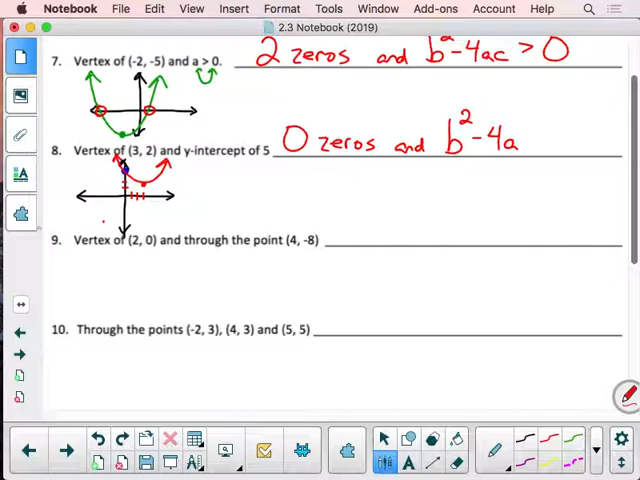 Notebook File Edit View Insert Format Tools Window Add-ons Account Help
2.3 Notebook (2019)
7. Vertex of (-2, -5) and a > 0. 2 zeros and b²-4ac > 0
8. Vertex of (3, 2) and y-intercept of 5 0 zeros and b²-4a
9. Vertex of (2, 0) and through the point (4, -8)
10. Through the points (-2, 3), (4, 3) and (5, 5)
A